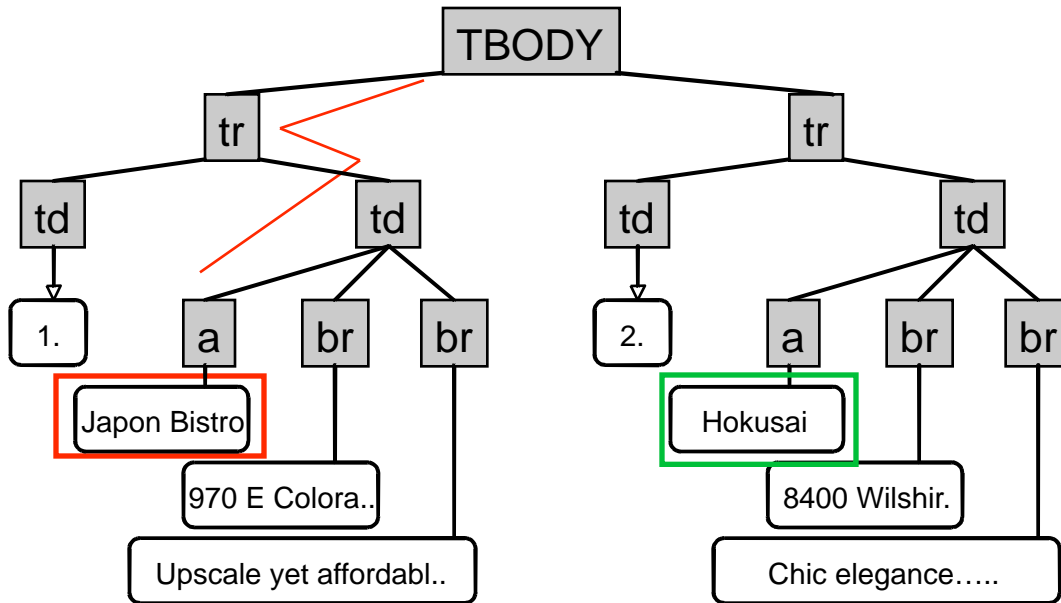 TBODY
tr
tr
td
td
td
td
1.
a
br
br
2.
a
br
br
Japon Bistro
Hokusai
970 E Colora..
8400 Wilshir.
Upscale yet affordabl..
Chic elegance…..